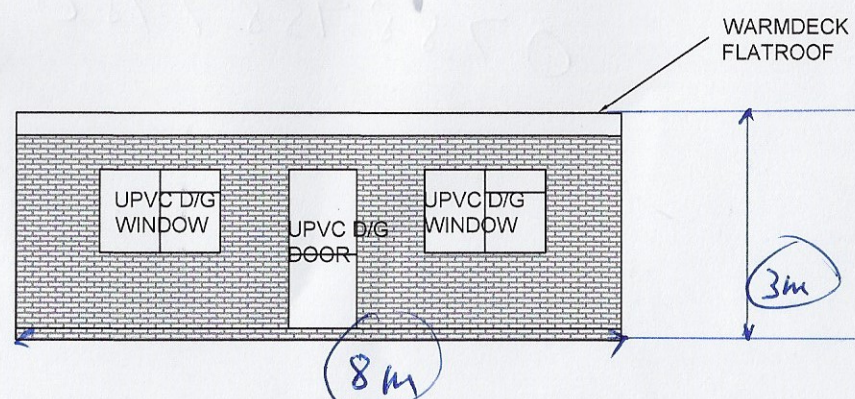 WARMDECK
FLATROOF
UPVC D/G
WINDOW
UPVC D/G
DOOR
UPVC D/G
WINDOW
3m
8m